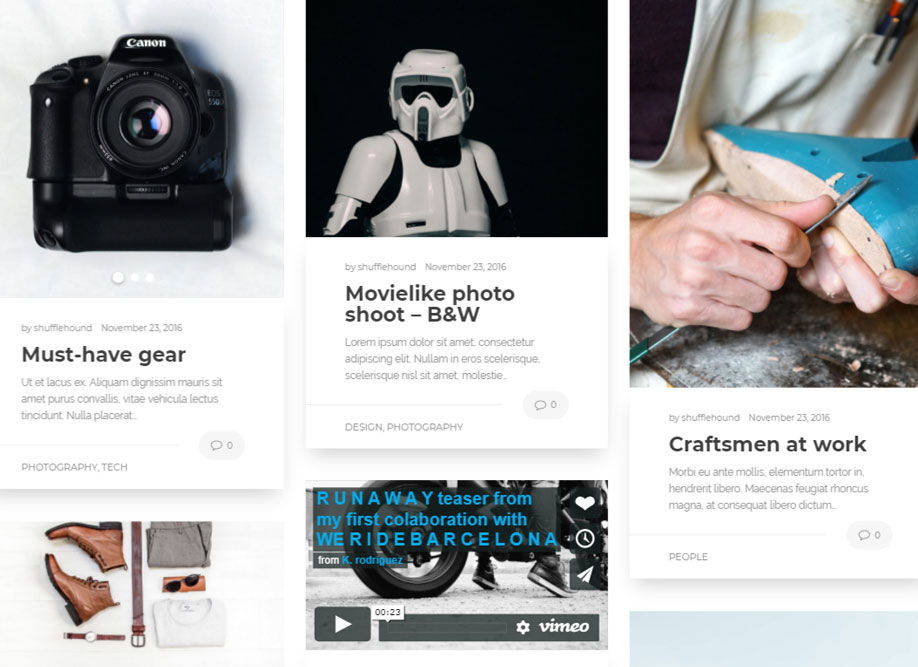 Canon
CANON LENS
EOS
550D
by shufflehound November 23, 2016
Must-have gear
Ut et lacus ex. Aliquam dignissim mauris sit
amet purus convallis, vitae vehicula lectus
tincidunt. Nulla placerat..
0
PHOTOGRAPHY, TECH
by shufflehound November 23, 2016
Movielike photo
shoot – B&W
Lorem ipsum dolor sit amet, consectetur
adipiscing elit. Nullam in eros scelerisque,
scelerisque nisl sit amet, molestie..
0
DESIGN, PHOTOGRAPHY
R U N A W A Y teaser from
my first colaboration with
W E R I D E B A R C E L O N A
from K. rodriguez
00:23
vimeo
by shufflehound November 23, 2016
Craftsmen at work
Morbi eu ante mollis, elementum tortor in,
hendrerit libero. Maecenas feugiat rhoncus
magna, at consequat libero dictum..
0
PEOPLE